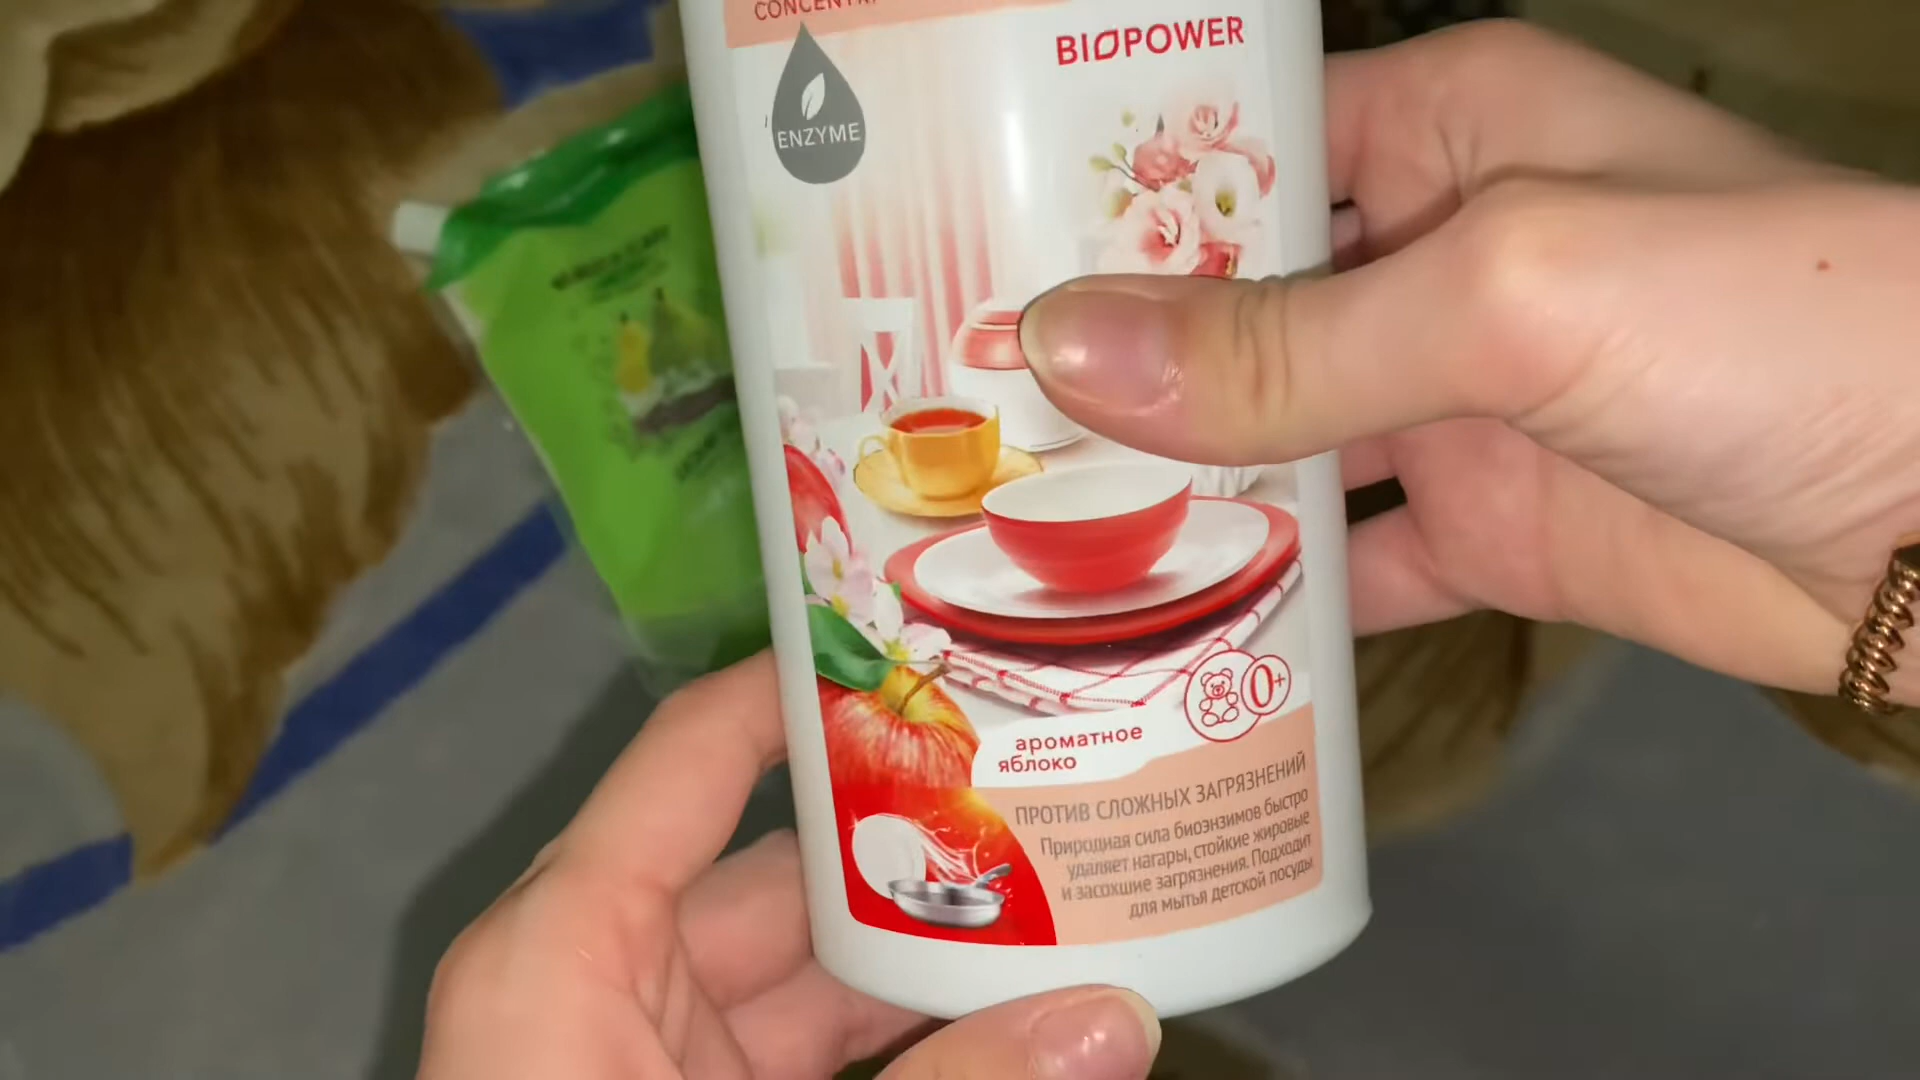 BIOPOWER
ENZYME
0+
ароматное
яблоко
ПРОТИВ СЛОЖНЫХ ЗАГРЯЗНЕНИЙ
Природная сила биоэнзимов быстро
удаляет нагары, стойкие жировые
и засохшие загрязнения. Подходит
для мытья детской посуды